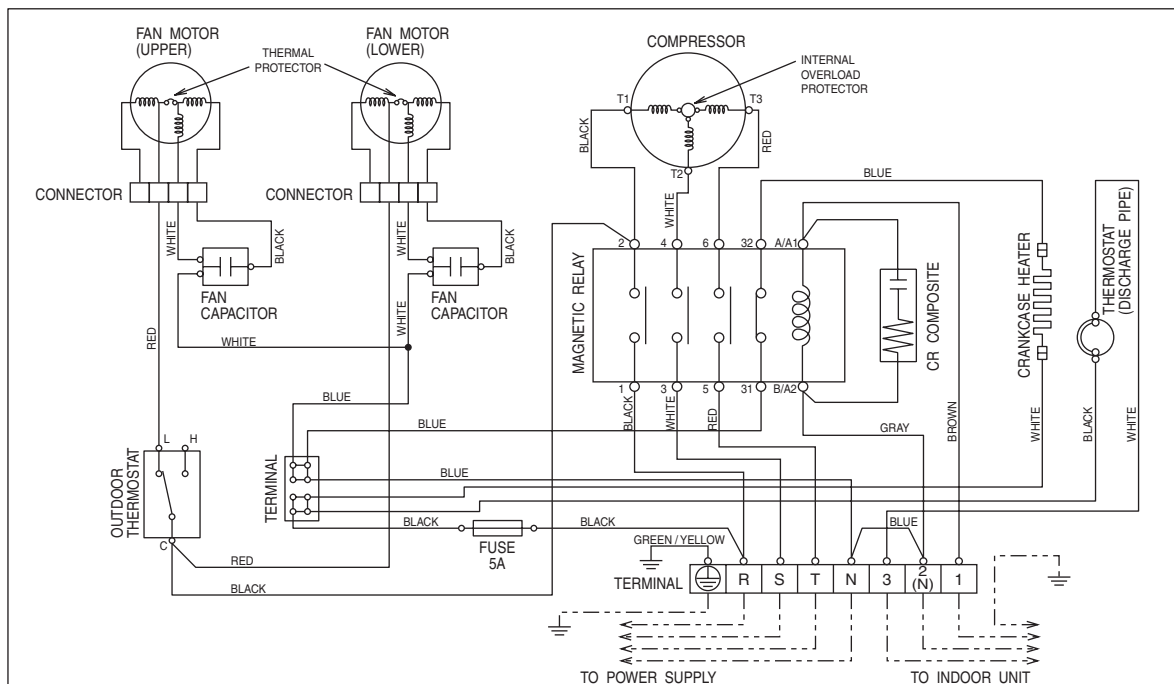 FAN MOTOR
(UPPER)
THERMAL
PROTECTOR
FAN MOTOR
(LOWER)
COMPRESSOR
INTERNAL
OVERLOAD
PROTECTOR
T1
T3
T2
BLACK
RED
WHITE
BLUE
CONNECTOR
CONNECTOR
WHITE
BLACK
WHITE
BLACK
FAN
CAPACITOR
FAN
CAPACITOR
RED
WHITE
WHITE
2
4
6
32
A/A1
MAGNETIC RELAY
CR COMPOSITE
CRANKCASE HEATER
THERMOSTAT
(DISCHARGE PIPE)
1
3
5
31
B/A2
BLACK
WHITE
RED
GRAY
BROWN
WHITE
BLACK
WHITE
BLUE
BLUE
BLUE
L
H
OUTDOOR
THERMOSTAT
C
TERMINAL
BLACK
FUSE
5A
BLACK
BLUE
GREEN / YELLOW
RED
BLACK
TERMINAL
R
S
T
N
3
2
(N)
1
TO POWER SUPPLY
TO INDOOR UNIT